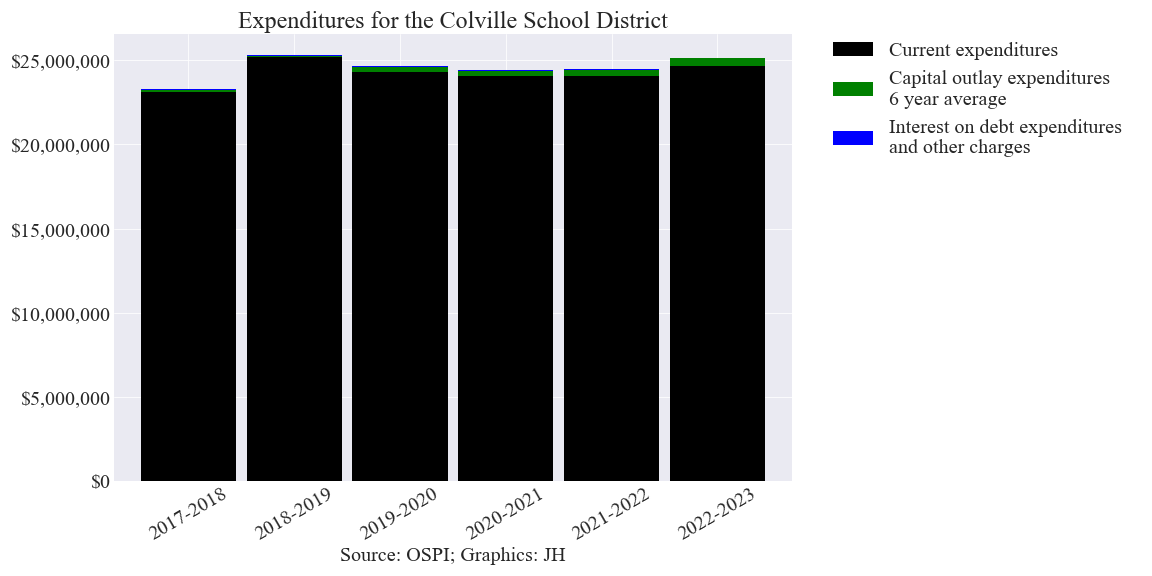 Expenditures for the Colville School District
$25,000,000
$20,000,000
$15,000,000
$10,000,000
$5,000,000
$0
2017-2018
2018-2019
2019-2020
2020-2021
2021-2022
2022-2023
Source: OSPI; Graphics: JH
Current expenditures
Capital outlay expenditures
6 year average
Interest on debt expenditures
and other charges